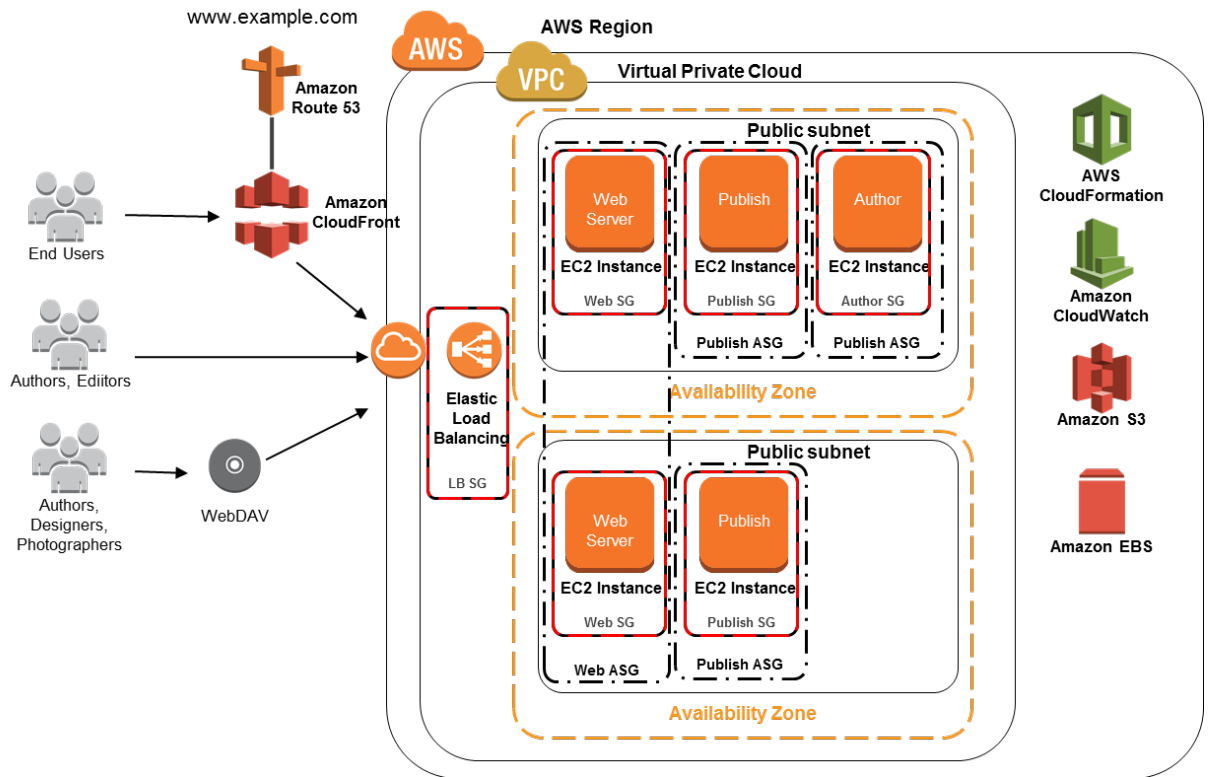 www.example.com
AWS Region
AWS
Virtual Private Cloud
VPC
Amazon
Route 53
Amazon
CloudFront
End Users
Authors, Ediitors
Authors,
Designers,
Photographers
WebDAV
Elastic
Load
Balancing
LB SG
Public subnet
Web
Server
EC2 Instance
Web SG
Publish
EC2 Instance
Publish SG
Publish ASG
Author
EC2 Instance
Author SG
Publish ASG
Availability Zone
Public subnet
Web
Server
EC2 Instance
Web SG
Web ASG
Publish
EC2 Instance
Publish SG
Publish ASG
Availability Zone
AWS
CloudFormation
Amazon
CloudWatch
Amazon S3
Amazon EBS